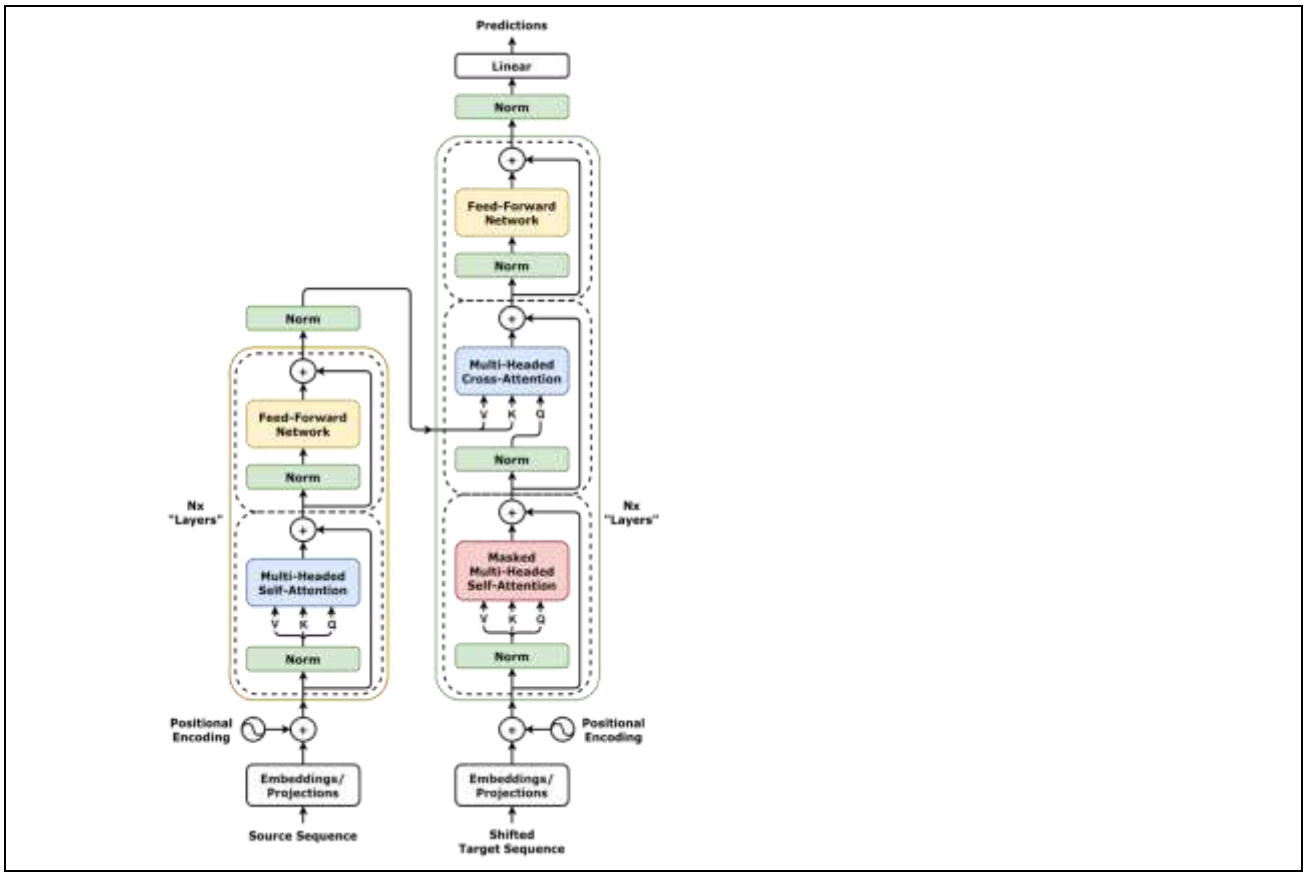 Predictions
Linear
Norm
Feed-Forward
Network
Norm
Multi-Headed
Cross-Attention
V K Q
Norm
Masked
Multi-Headed
Self-Attention
V K Q
Norm
Nx
"Layers"
Positional
Encoding
Embeddings/
Projections
Shifted
Target Sequence
Norm
Feed-Forward
Network
Norm
Nx
"Layers"
Multi-Headed
Self-Attention
V K Q
Norm
Positional
Encoding
Embeddings/
Projections
Source Sequence